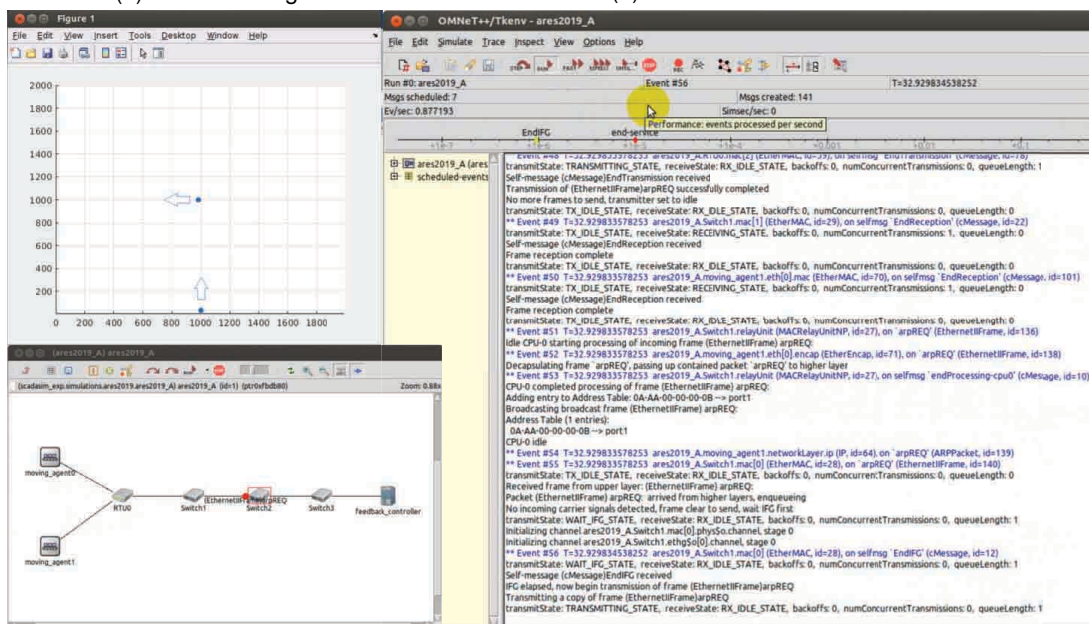 Figure 1
File Edit View Insert Tools Desktop Window Help
2000
1800
1600
1400
1200
1000
800
600
400
200
0 200 400 600 800 1000 1200 1400 1600 1800
OMNeT++/Tkenv - ares2019_A
File Edit Simulate Trace Inspect View Options Help
Run #0: ares2019_A Event #56 T=32.929834538252
Msgs scheduled: 7 Msgs created: 141
Ev/sec: 0.877193 Simsec/sec: 0
Performance: events processed per second
EndIFG end-service
ares2019_A (ares
scheduled-events
transmitState: TRANSMITTING_STATE, receiveState: RX_IDLE_STATE, backoffs: 0, numConcurrentTransmissions: 0, queueLength: 1
Self-message (cMessage)EndTransmission received
Transmission of (EthernetIIFrame)arpREQ successfully completed
No more frames to send, transmitter set to idle
transmitState: TX_IDLE_STATE, receiveState: RX_IDLE_STATE, backoffs: 0, numConcurrentTransmissions: 0, queueLength: 0
** Event #49 T=32.929833578253 ares2019_A.Switch1.mac[1] (EtherMAC, id=29), on selfmsg `EndReception' (cMessage, id=22)
transmitState: TX_IDLE_STATE, receiveState: RECEIVING_STATE, backoffs: 0, numConcurrentTransmissions: 1, queueLength: 0
Self-message (cMessage)EndReception received
Frame reception complete
transmitState: TX_IDLE_STATE, receiveState: RX_IDLE_STATE, backoffs: 0, numConcurrentTransmissions: 0, queueLength: 0
** Event #50 T=32.929833578253 ares2019_A.moving_agent1.eth[0].mac (EtherMAC, id=70), on selfmsg `EndReception' (cMessage, id=101)
transmitState: TX_IDLE_STATE, receiveState: RECEIVING_STATE, backoffs: 0, numConcurrentTransmissions: 1, queueLength: 0
Self-message (cMessage)EndReception received
Frame reception complete
transmitState: TX_IDLE_STATE, receiveState: RX_IDLE_STATE, backoffs: 0, numConcurrentTransmissions: 0, queueLength: 0
** Event #51 T=32.929833578253 ares2019_A.Switch1.relayUnit (MACRelayUnitNP, id=27), on `arpREQ' (EthernetIIFrame, id=136)
Idle CPU-0 starting processing of incoming frame (EthernetIIFrame) arpREQ:
** Event #52 T=32.929833578253 ares2019_A.moving_agent1.eth[0].encap (EtherEncap, id=71), on `arpREQ' (EthernetIIFrame, id=138)
Decapsulating frame `arpREQ', passing up contained packet `arpREQ' to higher layer
** Event #53 T=32.929833578253 ares2019_A.Switch1.relayUnit (MACRelayUnitNP, id=27), on selfmsg `endProcessing-cpu0' (cMessage, id=10)
CPU-0 completed processing of frame (EthernetIIFrame) arpREQ:
Adding entry to Address Table: 0A-AA-00-00-00-0B --> port1
Broadcasting broadcast frame (EthernetIIFrame) arpREQ:
Address Table (1 entries):
0A-AA-00-00-00-0B --> port1
CPU-0 idle
** Event #54 T=32.929833578253 ares2019_A.moving_agent1.networkLayer.ip (IP, id=64), on `arpREQ' (ARPPacket, id=139)
** Event #55 T=32.929833578253 ares2019_A.Switch1.mac[0] (EtherMAC, id=28), on `arpREQ' (EthernetIIFrame, id=140)
transmitState: TX_IDLE_STATE, receiveState: RX_IDLE_STATE, backoffs: 0, numConcurrentTransmissions: 0, queueLength: 0
Received frame from upper layer: (EthernetIIFrame)arpREQ
Packet (EthernetIIFrame) arpREQ: arrived from higher layers, enqueueing
No incoming carrier signals detected, frame clear to send, wait IFG first
transmitState: WAIT_IFG_STATE, receiveState: RX_IDLE_STATE, backoffs: 0, numConcurrentTransmissions: 0, queueLength: 1
Initializing channel ares2019_A.Switch1.mac[0].phys$o.channel, stage 0
Initializing channel ares2019_A.Switch1.ethg$o[0].channel, stage 0
** Event #56 T=32.929834538252 ares2019_A.Switch1.mac[0] (EtherMAC, id=28), on selfmsg `EndIFG' (cMessage, id=12)
transmitState: WAIT_IFG_STATE, receiveState: RX_IDLE_STATE, backoffs: 0, numConcurrentTransmissions: 0, queueLength: 1
Self-message (cMessage)EndIFG received
IFG elapsed, now begin transmission of frame (EthernetIIFrame)arpREQ
Transmitting a copy of frame (EthernetIIFrame)arpREQ
transmitState: TRANSMITTING_STATE, receiveState: RX_IDLE_STATE, backoffs: 0, numConcurrentTransmissions: 0, queueLength: 1
(ares2019_A) ares2019_A
(scadasim_exp.simulations.ares2019.ares2019_A) ares2019_A (id=1) (ptr0xfbdb80) Zoom: 0.88x
moving_agent0
RTU0
Switch1
(EthernetIIFrame)arpREQ
Switch2
Switch3
feedback_controller
moving_agent1